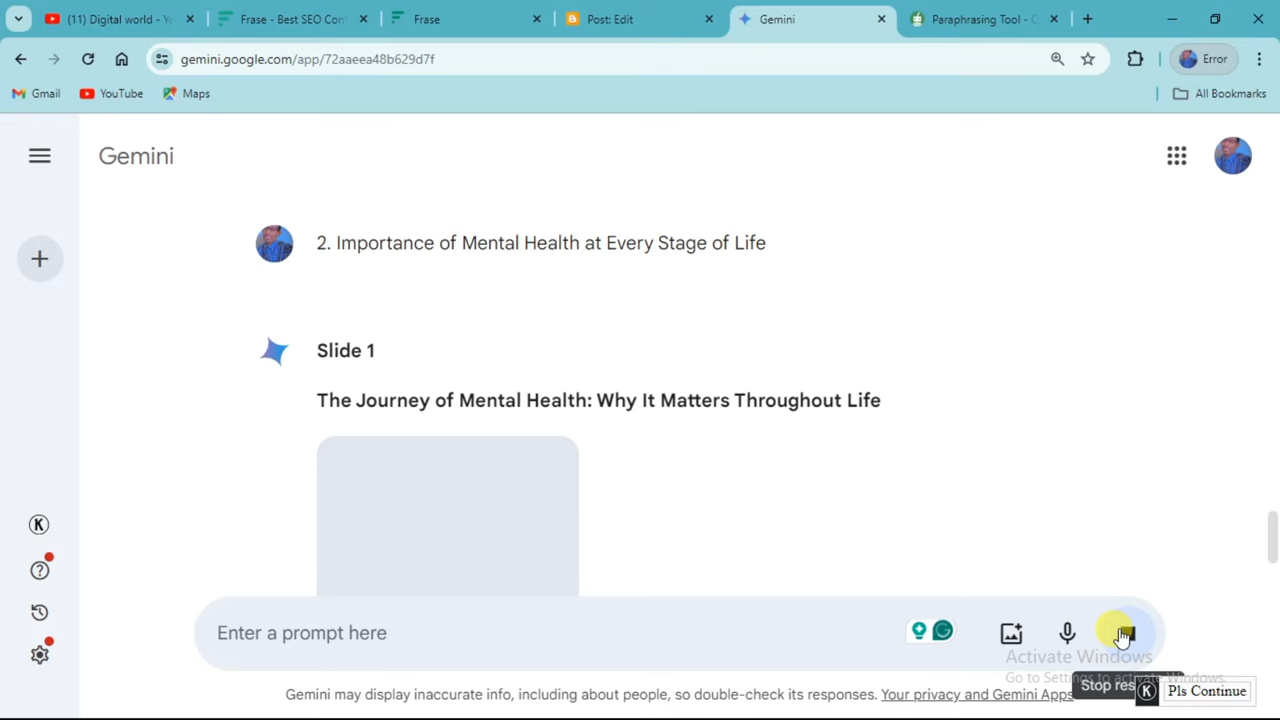 (11) Digital world - Yo
Frase - Best SEO Con
Frase
Post: Edit
Gemini
Paraphrasing Tool - C
gemini.google.com/app/72aaeea48b629d7f
Error
Gmail
YouTube
Maps
All Bookmarks
Gemini
2. Importance of Mental Health at Every Stage of Life
Slide 1
The Journey of Mental Health: Why It Matters Throughout Life
K
Enter a prompt here
Activate Windows
Go to Settings to activate Windows.
Gemini may display inaccurate info, including about people, so double-check its responses. Your privacy and Gemini Apps
Stop res
K
Pls Continue